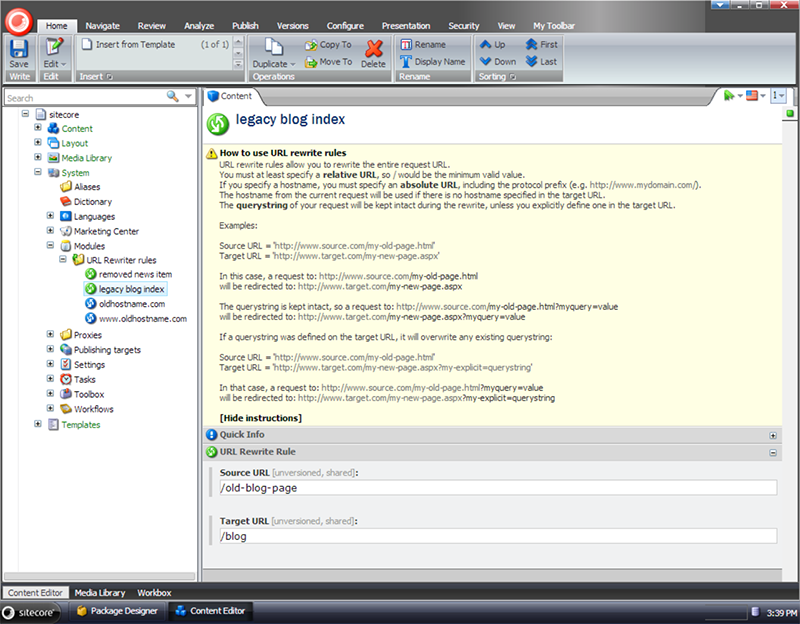 Home Navigate Review Analyze Publish Versions Configure Presentation Security View My Toolbar
Save Edit Insert from Template (1 of 1) Duplicate Copy To Move To Delete Rename Display Name Up Down First Last
Write Edit Insert Operations Rename Sorting
Search
Content
sitecore
Content
Layout
Media Library
System
Aliases
Dictionary
Languages
Marketing Center
Modules
URL Rewriter rules
removed news item
legacy blog index
oldhostname.com
www.oldhostname.com
Proxies
Publishing targets
Settings
Tasks
Toolbox
Workflows
Templates
legacy blog index
How to use URL rewrite rules
URL rewrite rules allow you to rewrite the entire request URL.
You must at least specify a relative URL, so / would be the minimum valid value.
If you specify a hostname, you must specify an absolute URL, including the protocol prefix (e.g. http://www.mydomain.com/).
The hostname from the current request will be used if there is no hostname specified in the target URL.
The querystring of your request will be kept intact during the rewrite, unless you explicitly define one in the target URL.
Examples:
Source URL = 'http://www.source.com/my-old-page.html'
Target URL = 'http://www.target.com/my-new-page.aspx'
In this case, a request to: http://www.source.com/my-old-page.html
will be redirected to: http://www.target.com/my-new-page.aspx
The querystring is kept intact, so a request to: http://www.source.com/my-old-page.html?myquery=value
will be redirected to: http://www.target.com/my-new-page.aspx?myquery=value
If a querystring was defined on the target URL, it will overwrite any existing querystring:
Source URL = 'http://www.source.com/my-old-page.html'
Target URL = 'http://www.target.com/my-new-page.aspx?my-explicit=querystring'
In that case, a request to: http://www.source.com/my-old-page.html?myquery=value
will be redirected to: http://www.target.com/my-new-page.aspx?my-explicit=querystring
[Hide instructions]
Quick Info
URL Rewrite Rule
Source URL [unversioned, shared]:
/old-blog-page
Target URL [unversioned, shared]:
/blog
Content Editor Media Library Workbox
sitecore Package Designer Content Editor 3:39 PM